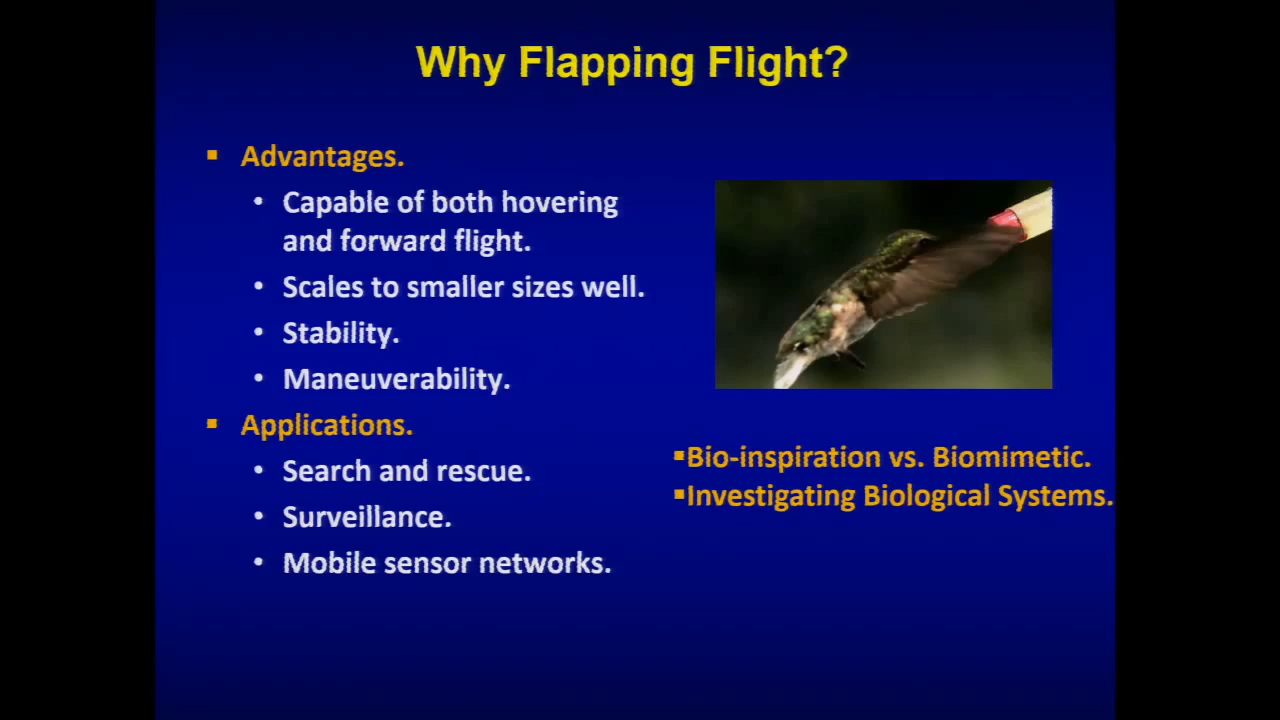 Why Flapping Flight?
▪ Advantages.
• Capable of both hovering
and forward flight.
• Scales to smaller sizes well.
• Stability.
• Maneuverability.
▪ Applications.
• Search and rescue.
• Surveillance.
• Mobile sensor networks.
▪Bio-inspiration vs. Biomimetic.
▪Investigating Biological Systems.